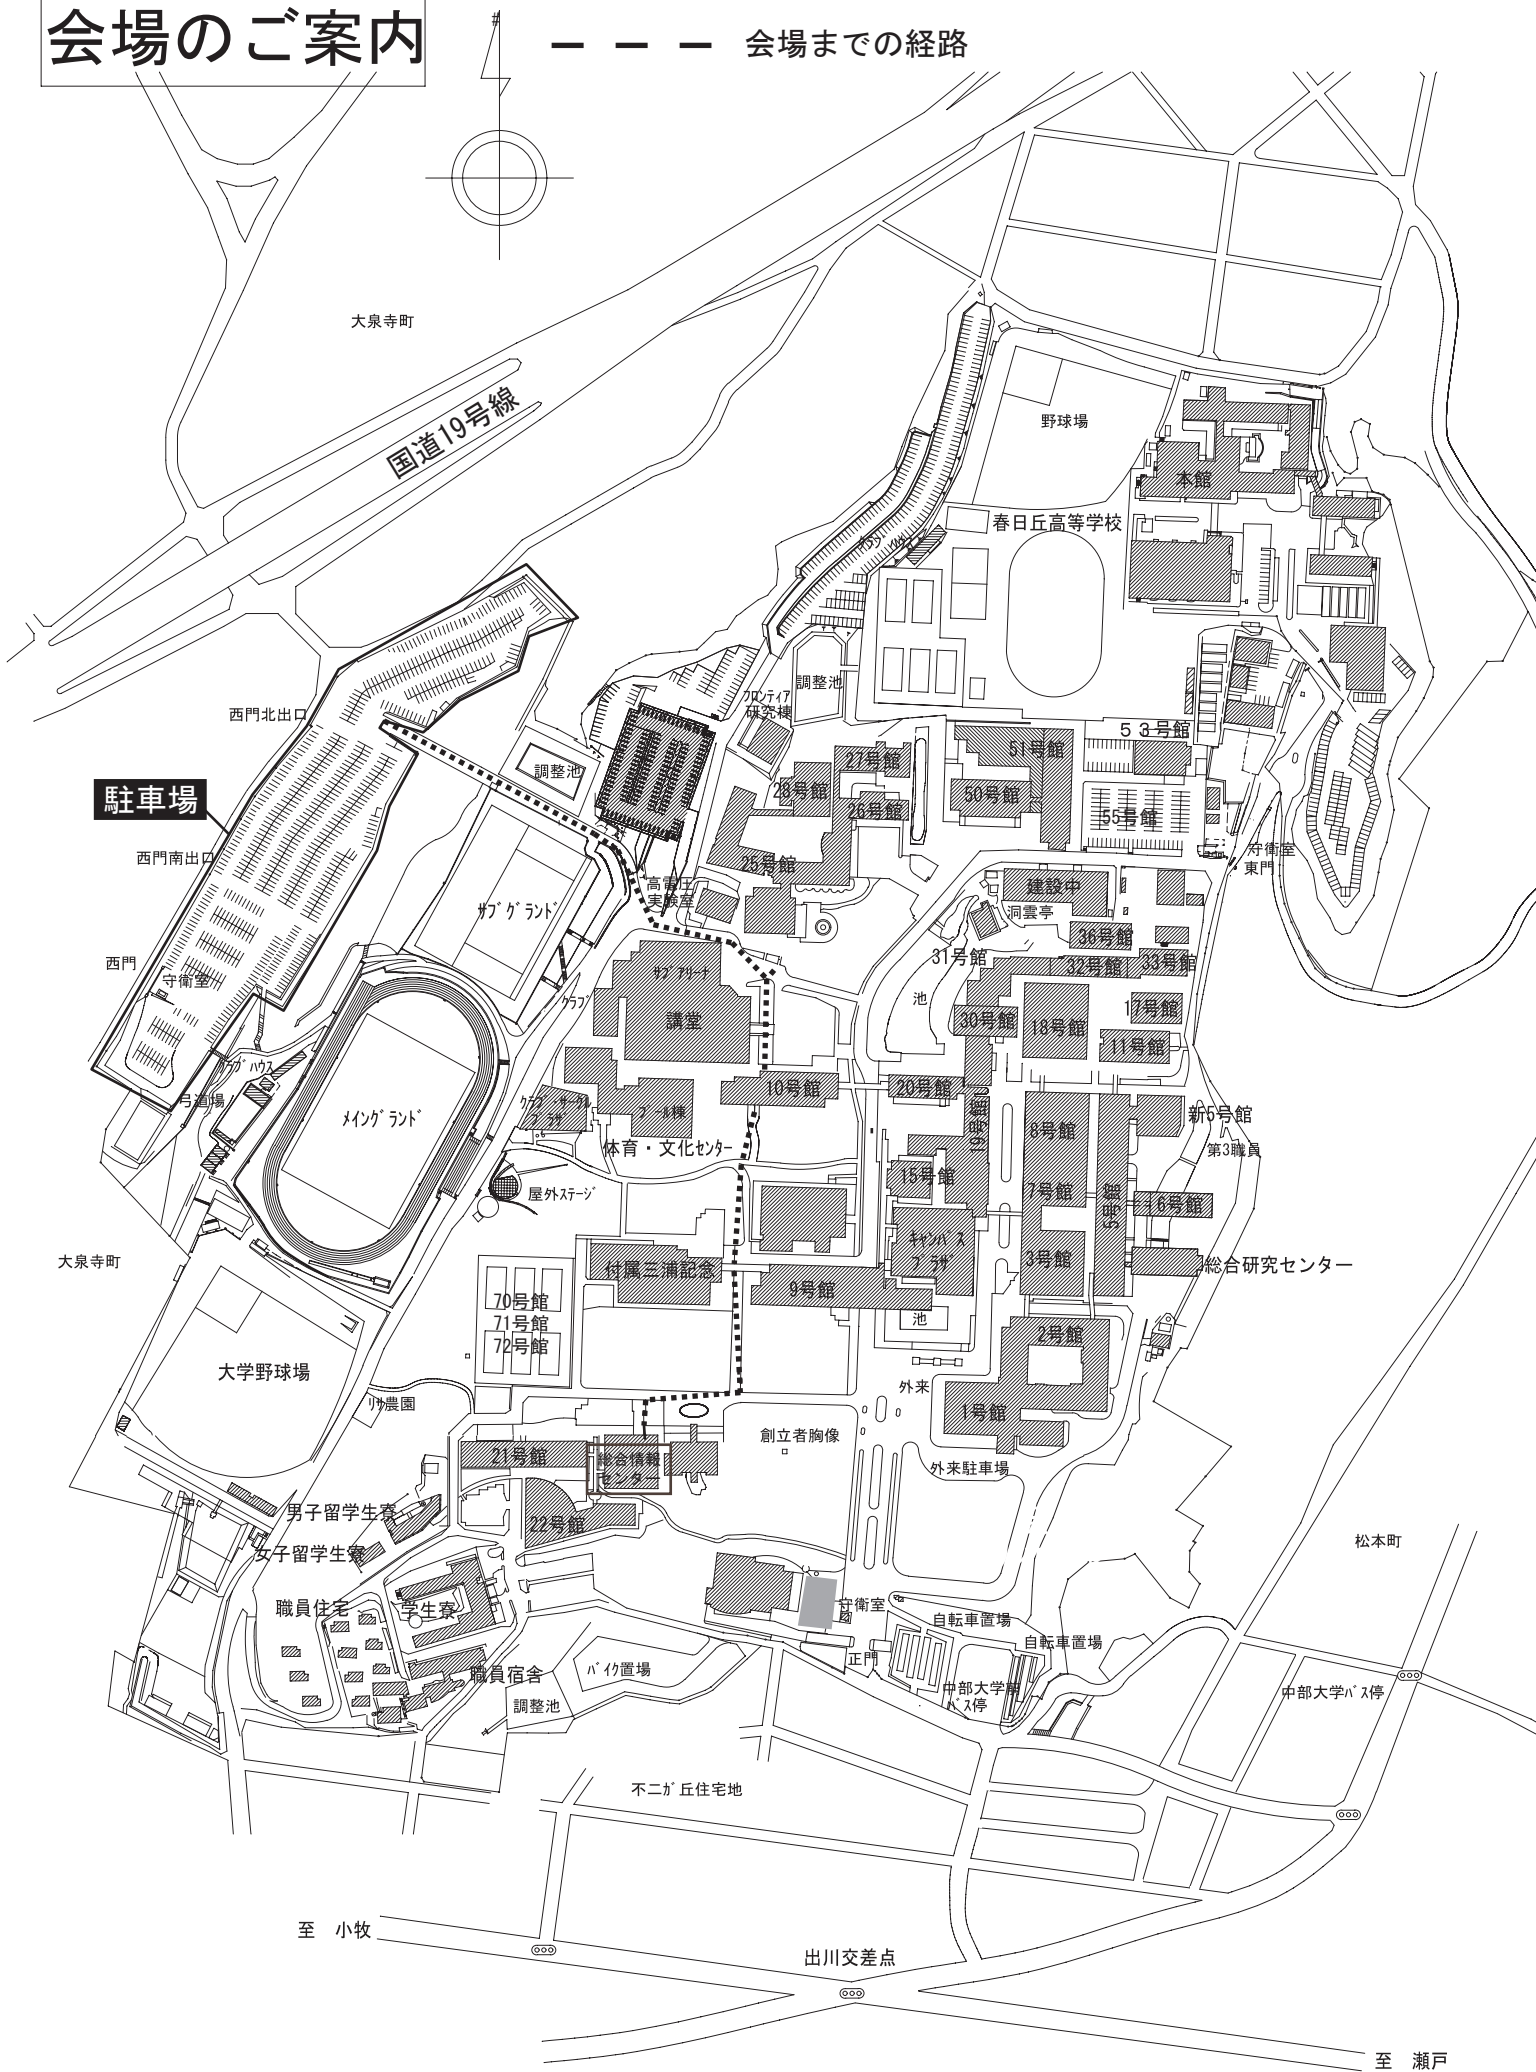 会場のご案内
会場までの経路
大泉寺町
国道19号線
野球場
本館
春日丘高等学校
調整池
フロンティア
研究棟
西門北出口
53号館
51号館
27号館
28号館
50号館
26号館
55号館
調整池
駐車場
西門南出口
25号館
守衛室
東門
高電圧
実験室
建設中
サブグランド
洞雲亭
36号館
31号館
32号館
33号館
西門
守衛室
サブアリーナ
クラブ
池
17号館
講堂
30号館
18号館
11号館
クラブハウス
10号館
20号館
弓道場
クラブ・サークル
プラザ
プール棟
メイングランド
19号館
8号館
新5号館
体育・文化センター
第3職員
15号館
7号館
5号館
16号館
屋外ステージ
キャンパス
プラザ
3号館
総合研究センター
大泉寺町
付属三浦記念
9号館
70号館
71号館
72号館
池
2号館
大学野球場
外来
1号館
リサ農園
創立者胸像
21号館
総合情報
センター
外来駐車場
男子留学生寮
22号館
女子留学生寮
松本町
職員住宅
学生寮
守衛室
自転車置場
自転車置場
正門
職員宿舎
バイク置場
調整池
中部大学前
バス停
中部大学バス停
不二ガ丘住宅地
至 小牧
出川交差点
至 瀬戸